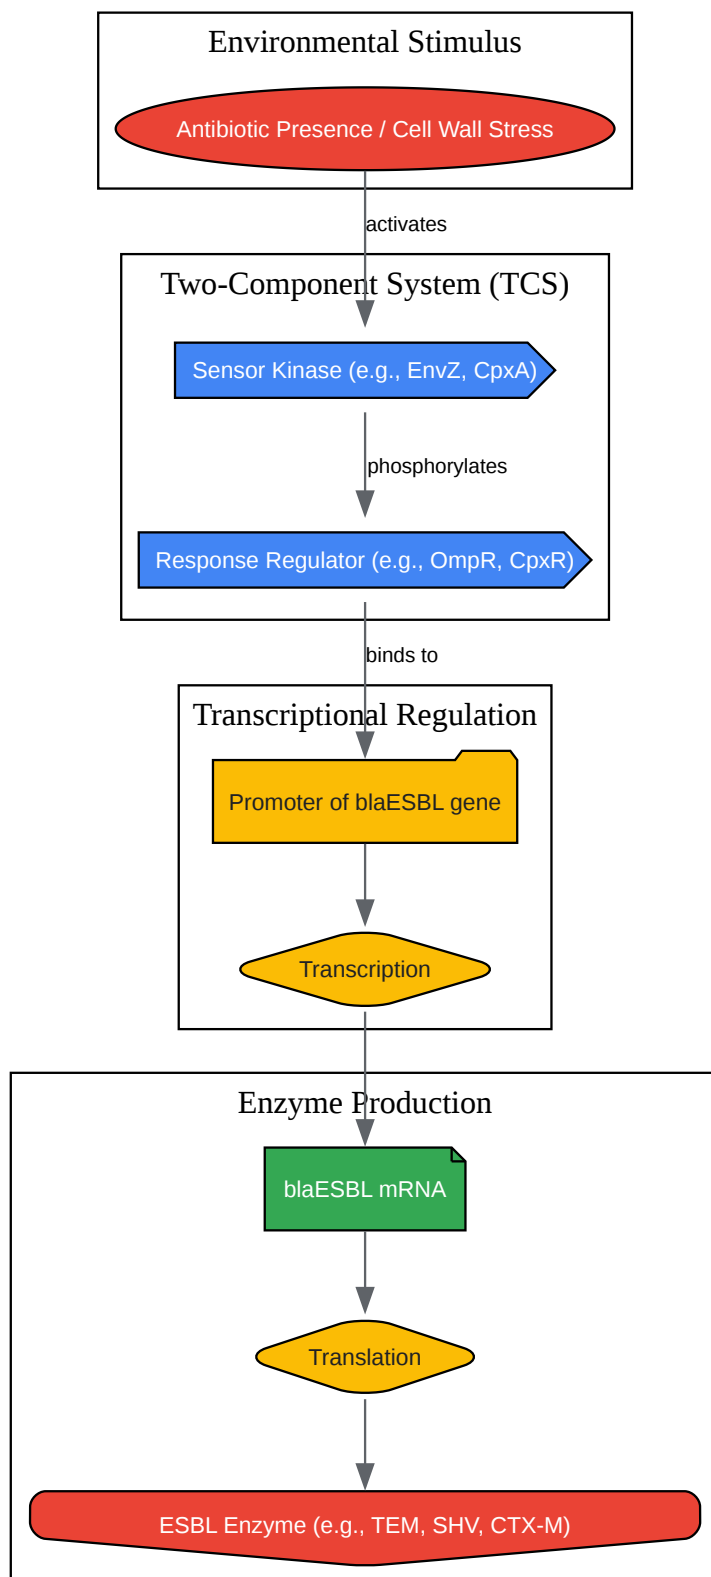 Environmental Stimulus
Antibiotic Presence / Cell Wall Stress
activates
Two-Component System (TCS)
Sensor Kinase (e.g., EnvZ, CpxA)
phosphorylates
Response Regulator (e.g., OmpR, CpxR)
binds to
Transcriptional Regulation
Promoter of blaESBL gene
Transcription
Enzyme Production
blaESBL mRNA
Translation
ESBL Enzyme (e.g., TEM, SHV, CTX-M)